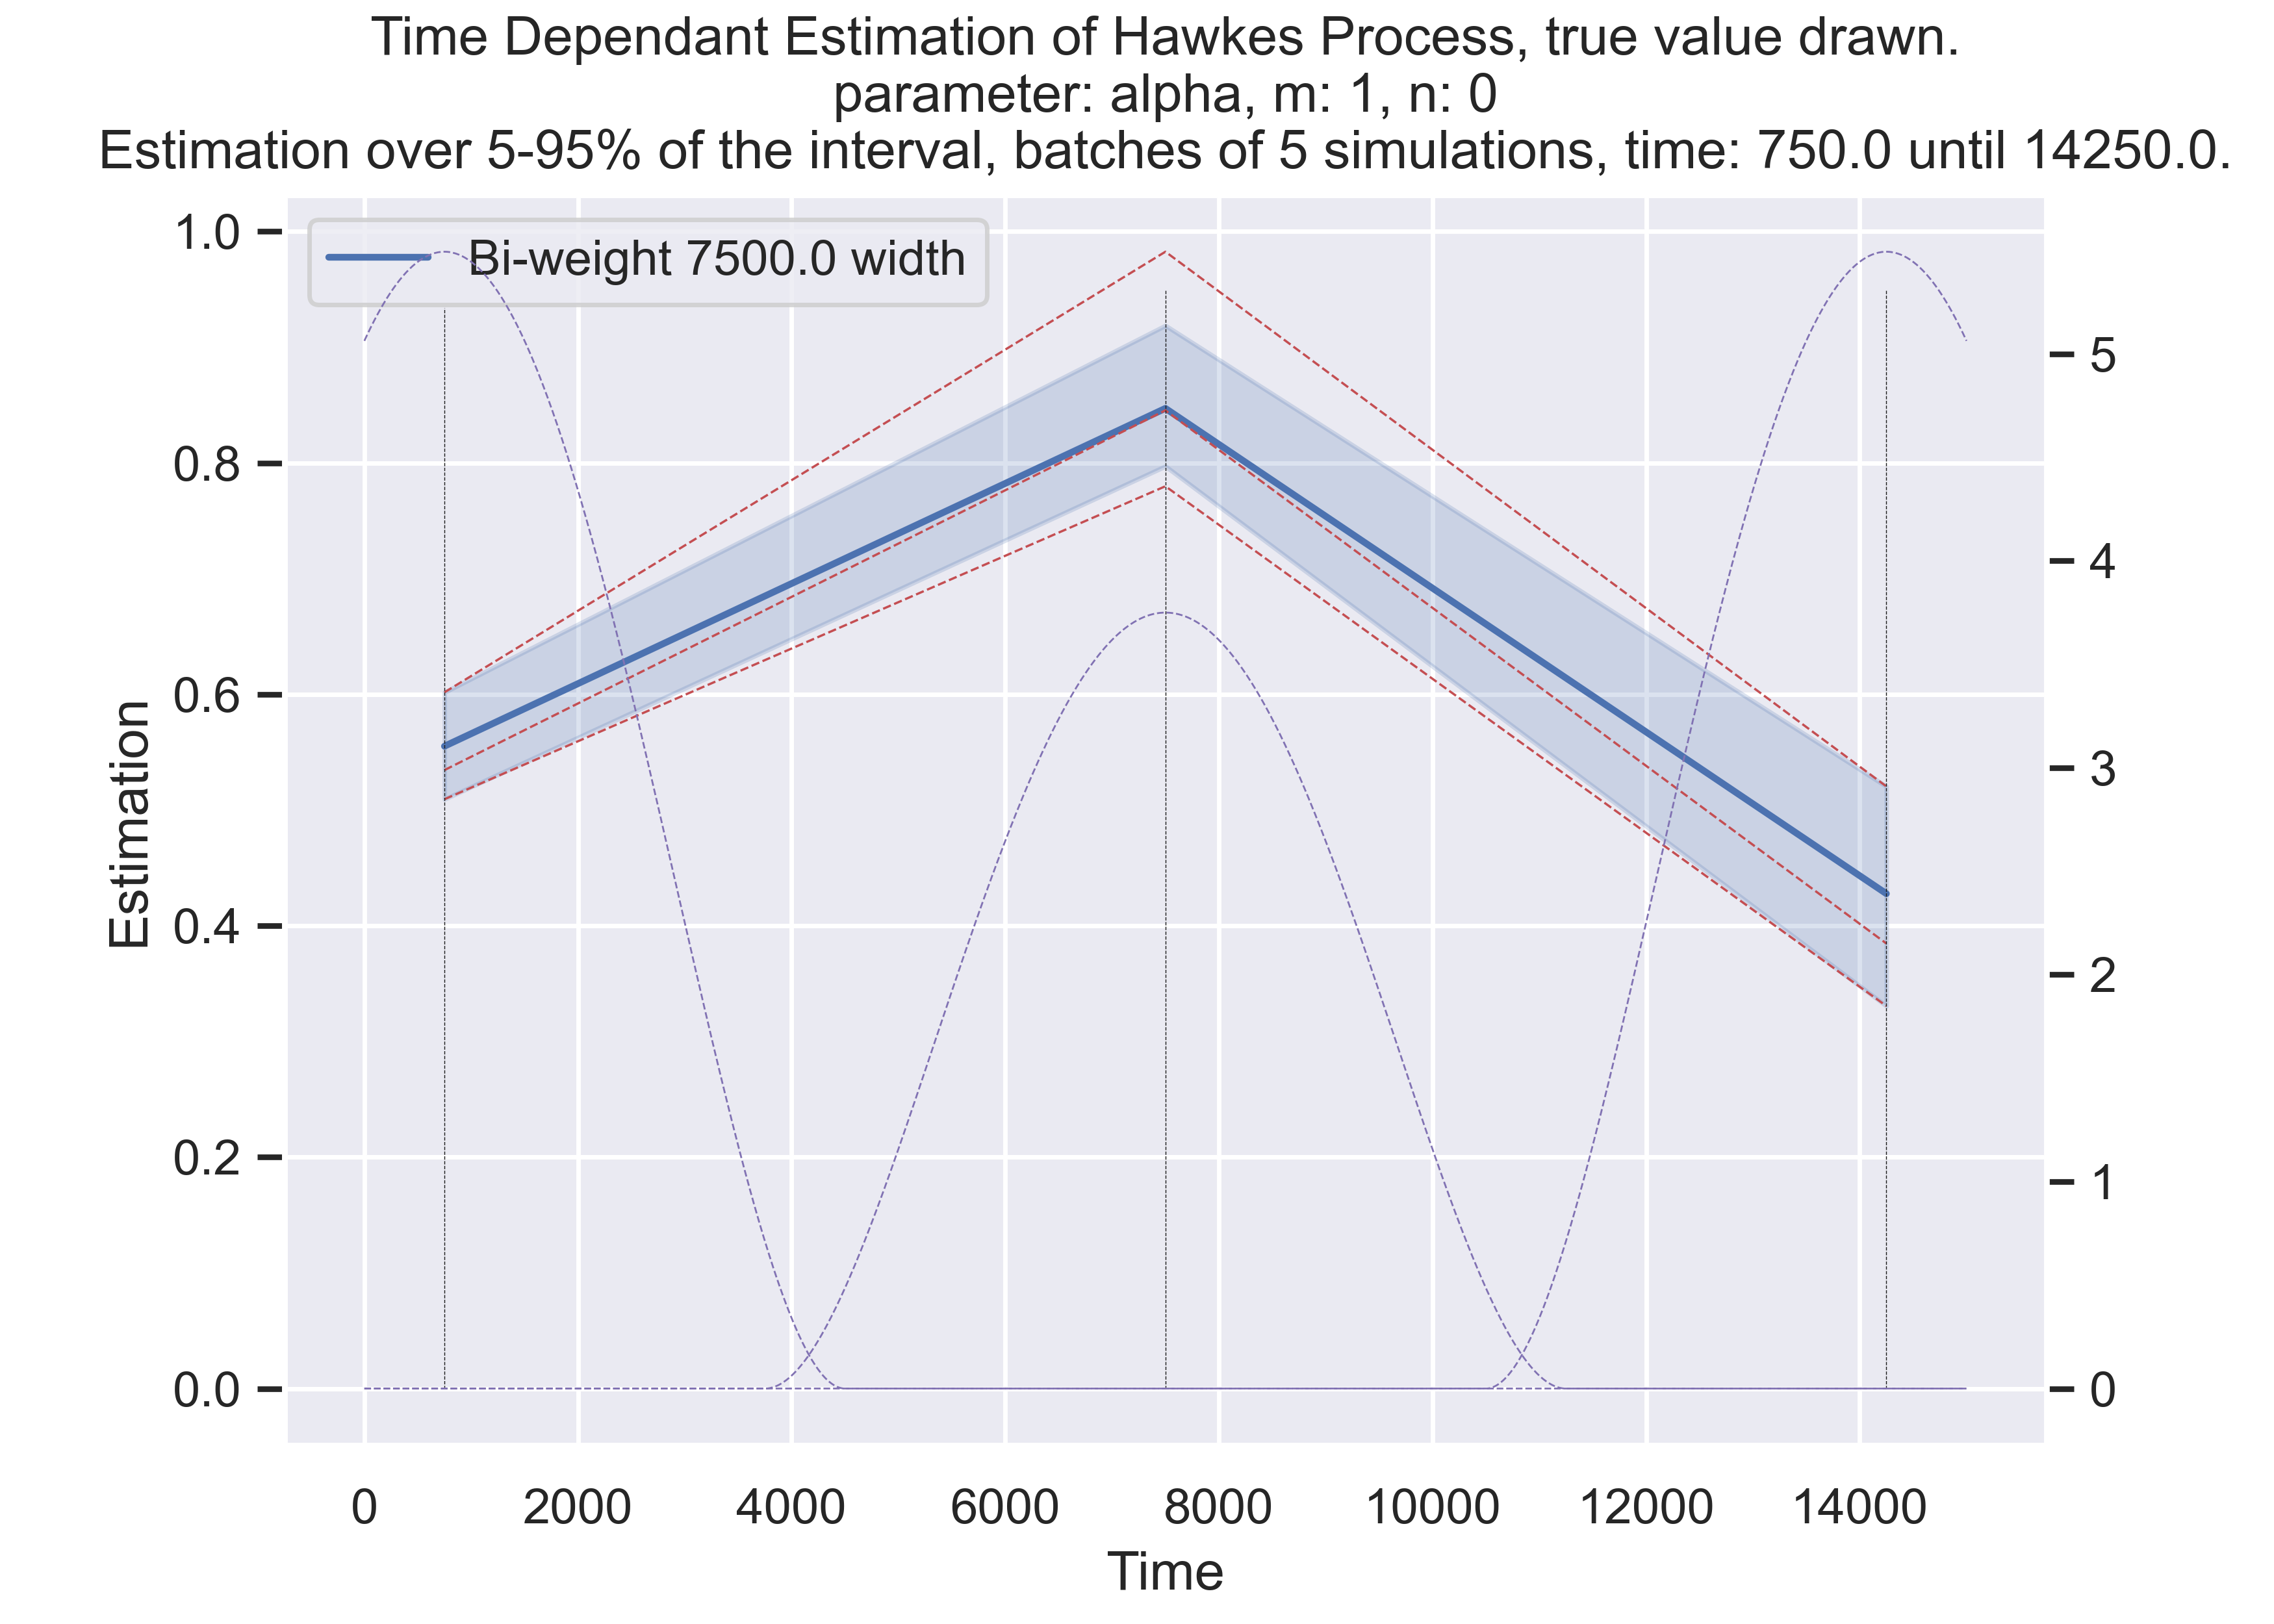 Time Dependant Estimation of Hawkes Process, true value drawn.
parameter: alpha, m: 1, n: 0
Estimation over 5-95% of the interval, batches of 5 simulations, time: 750.0 until 14250.0.
Bi-weight 7500.0 width
1.0
0.8
0.6
0.4
0.2
0.0
Estimation
5
4
3
2
1
0
0 2000 4000 6000 8000 10000 12000 14000
Time